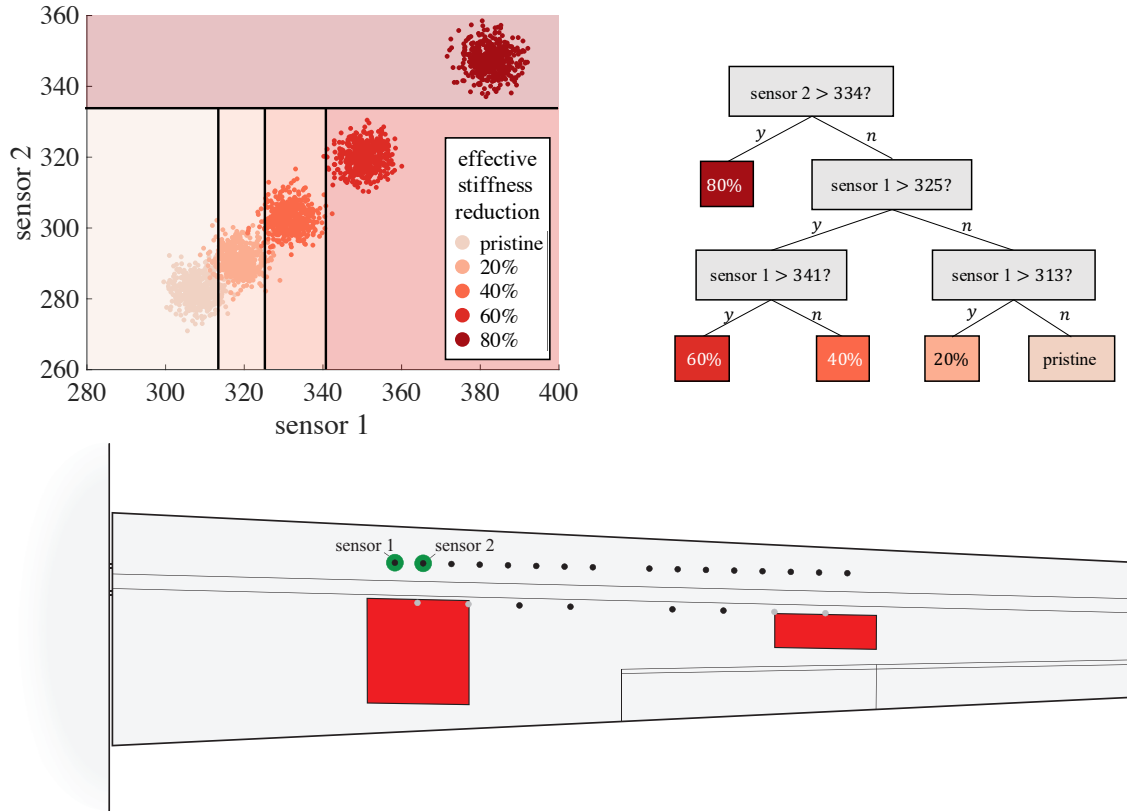 360
340
320
300
280
260
280
300
320
340
360
380
400
sensor 2
sensor 1
effective
stiffness
reduction
pristine
20%
40%
60%
80%
sensor 2 > 334?
y
n
80%
sensor 1 > 325?
y
n
sensor 1 > 341?
sensor 1 > 313?
y
n
y
n
60%
40%
20%
pristine
sensor 1
sensor 2